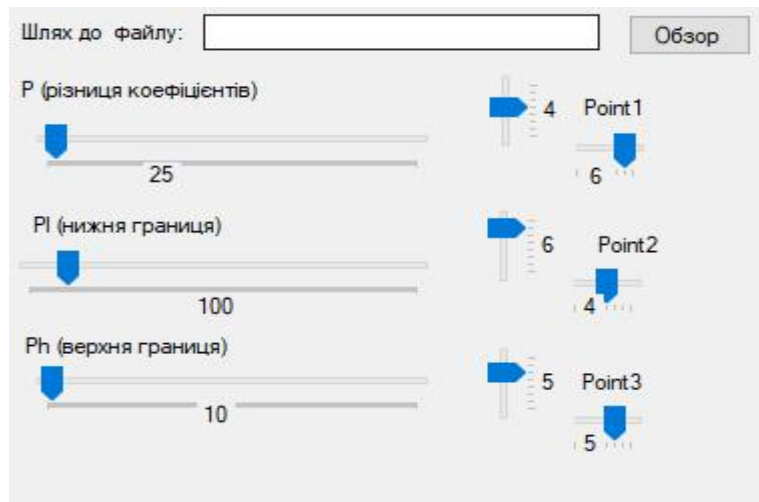 Шлях до файлу:
Обзор
P (різниця коефіцієнтів)
4
Point1
25
6
Pl (нижня границя)
6
Point2
100
4
Ph (верхня границя)
5
Point3
10
5